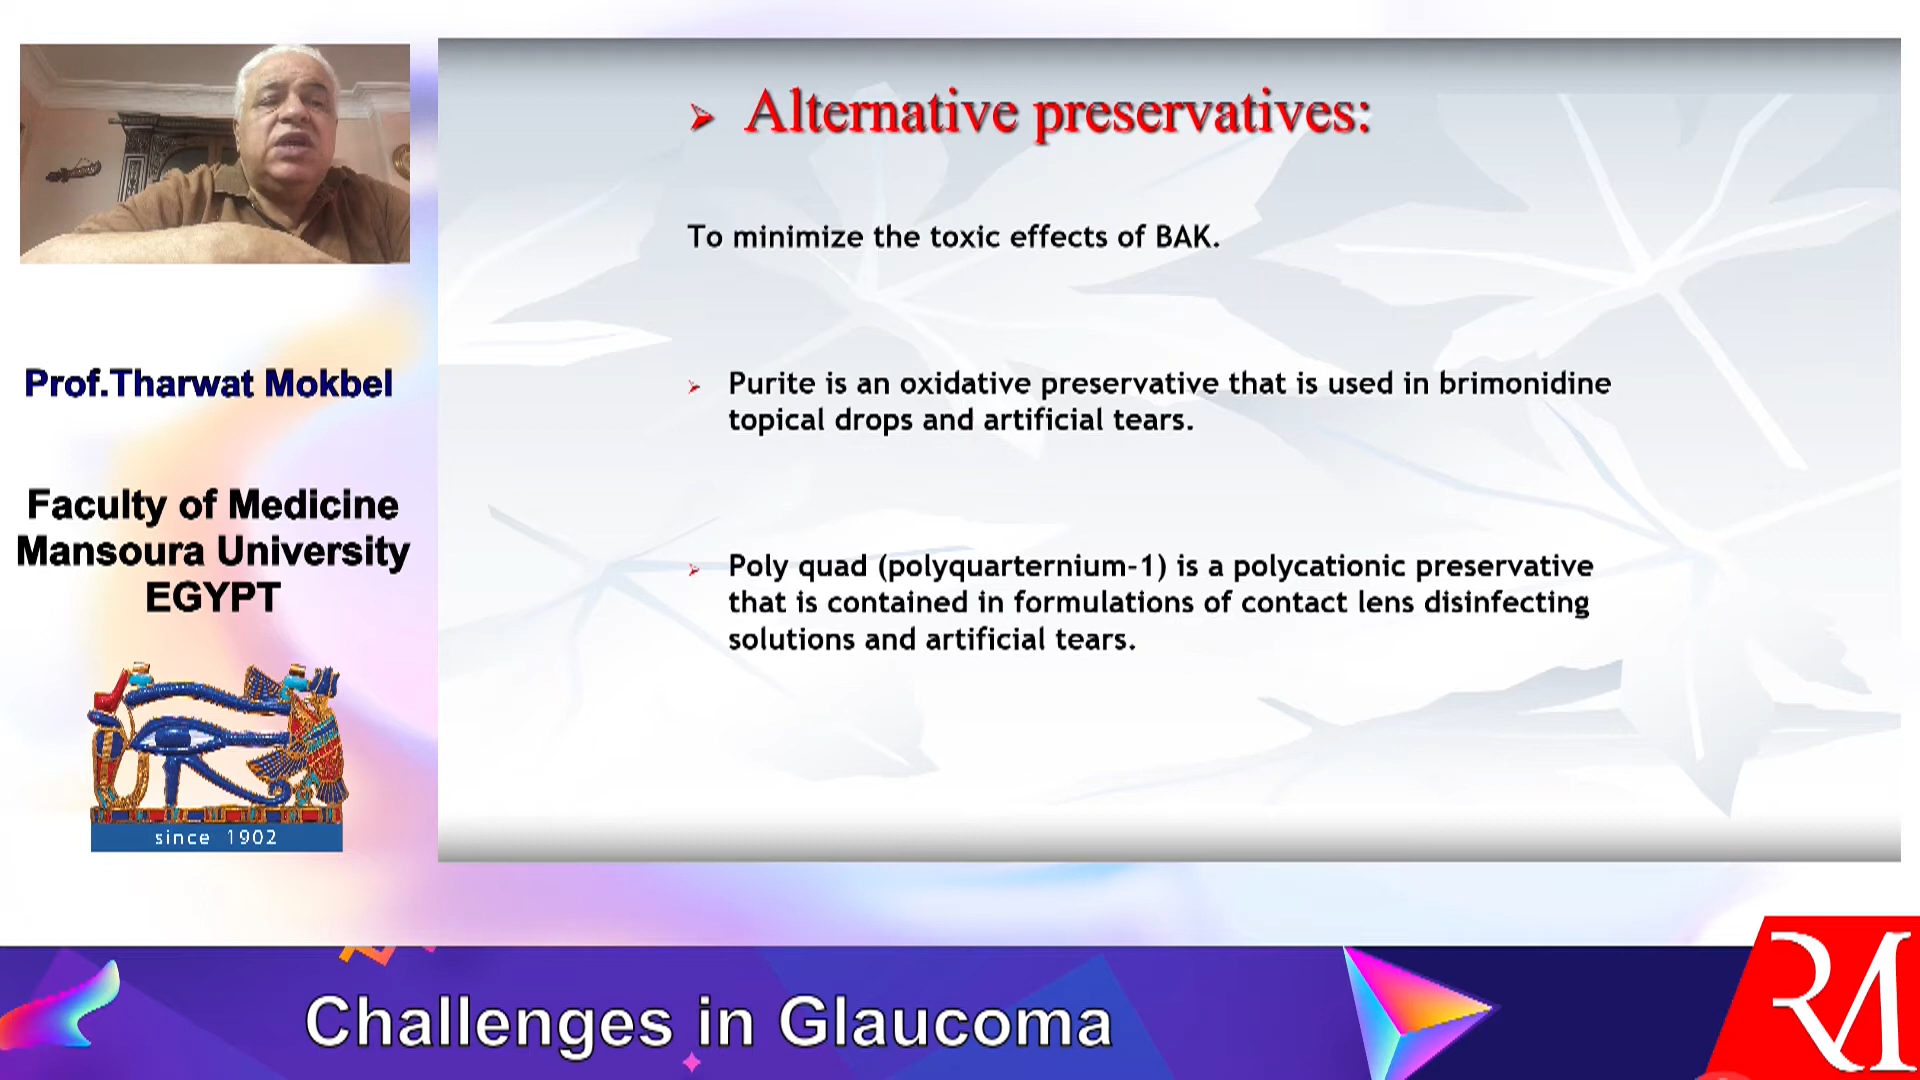 Alternative preservatives:
To minimize the toxic effects of BAK.
Purite is an oxidative preservative that is used in brimonidine
topical drops and artificial tears.
Poly quad (polyquarternium-1) is a polycationic preservative
that is contained in formulations of contact lens disinfecting
solutions and artificial tears.
Prof.Tharwat Mokbel
Faculty of Medicine
Mansoura University
EGYPT
since 1902
Challenges in Glaucoma
RM